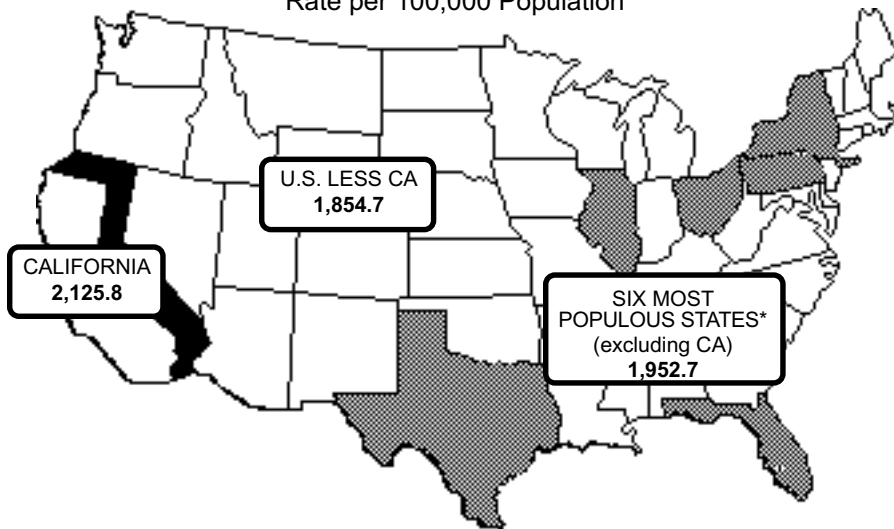 Rate per 100,000 Population
U.S. LESS CA
1,854.7
CALIFORNIA
2,125.8
SIX MOST
POPULOUS STATES*
(excluding CA)
1,952.7